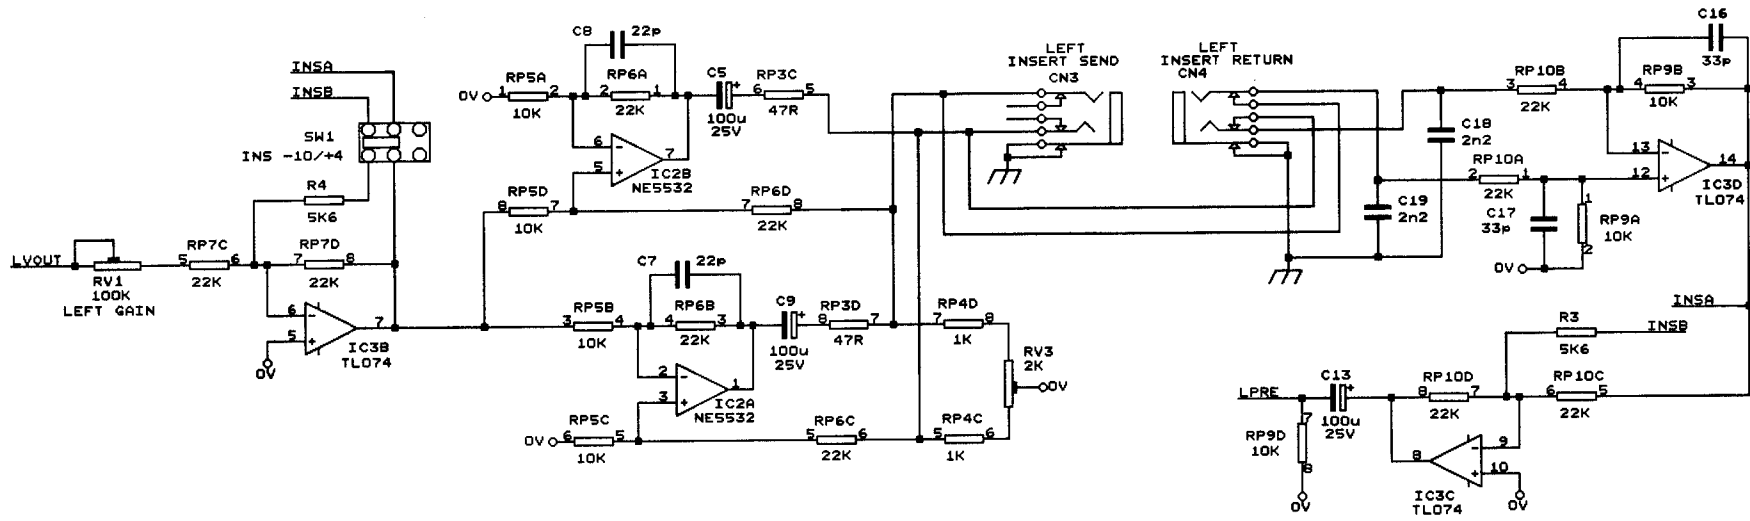 C16
33p
C8
22p
LEFT
INSERT SEND
CN3
LEFT
INSERT RETURN
CN4
INSA
INSB
RP5A
0V
1
2
10K
RP6A
2
1
22K
C5
+
100u
25V
RP3C
6
5
47R
RP10B
3
4
22K
RP9B
4
3
10K
SW1
INS -10/+4
6
-
5
+
7
IC2B
NE5532
C18
2n2
13
-
12
+
14
IC3D
TL074
RP10A
2
1
22K
R4
5K6
RP5D
8
7
10K
RP6D
7
8
22K
C19
2n2
C17
33p
1
RP9A
10K
2
0V
LVOUT
RV1
100K
LEFT GAIN
RP7C
5
6
22K
RP7D
7
8
22K
C7
22p
6
-
5
+
7
IC3B
TL074
0V
RP5B
3
4
10K
RP6B
4
3
22K
C9
+
100u
25V
RP3D
8
7
47R
RP4D
7
8
1K
RV3
2K
0V
INSA
R3
INSB
5K6
2
-
3
+
1
IC2A
NE5532
RP5C
0V
6
5
10K
RP6C
5
6
22K
RP4C
5
6
1K
LPRE
C13
+
100u
25V
RP10D
8
7
22K
RP10C
6
5
22K
7
RP9D
10K
8
0V
8
9
-
10
+
IC3C
TL074
0V